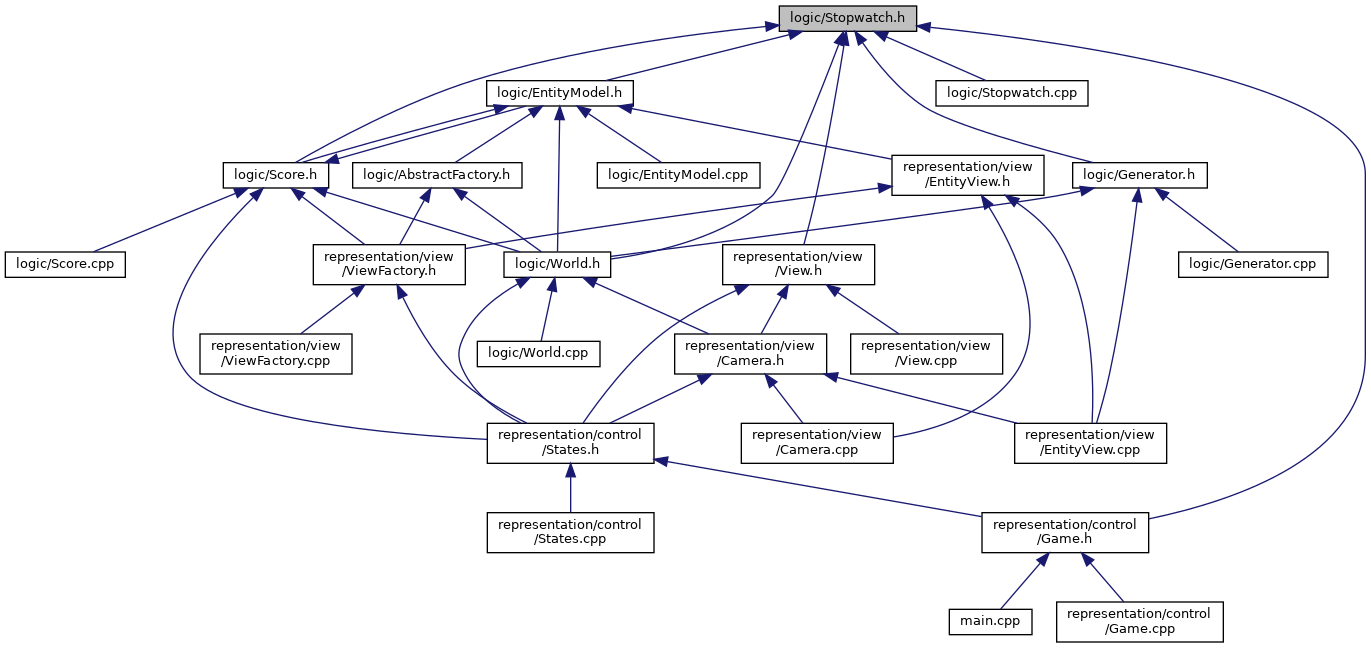 logic/Stopwatch.h
logic/EntityModel.h
logic/Stopwatch.cpp
logic/Score.h
logic/AbstractFactory.h
logic/EntityModel.cpp
representation/view
/EntityView.h
logic/Generator.h
logic/Score.cpp
representation/view
/ViewFactory.h
logic/World.h
representation/view
/View.h
logic/Generator.cpp
representation/view
/ViewFactory.cpp
logic/World.cpp
representation/view
/Camera.h
representation/view
/View.cpp
representation/control
/States.h
representation/view
/Camera.cpp
representation/view
/EntityView.cpp
representation/control
/States.cpp
representation/control
/Game.h
main.cpp
representation/control
/Game.cpp